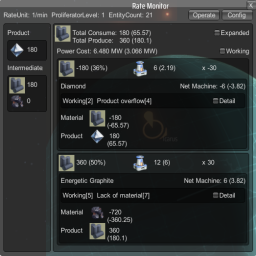 Rate Monitor
X
RateUnit: 1/min ProliferatorLevel: 1 EntityCount: 21
Operate
Config
Product
180
Intermediate
180
0
Total Consume: 180 (65.57)
Total Produce: 360 (180.1)
Expanded
Power Cost: 6.480 MW (3.066 MW)
Working
-180 (36%) 6 (2.19) x -30
Diamond Net Machine: -6 (-3.82)
Working[2] Product overflow[4] Detail
Material -180
(-65.57)
Product 180
(65.57)
360 (50%) 12 (6) x 30
Energetic Graphite Net Machine: 6 (3.82)
Working[5] Lack of material[7] Detail
Material -720
(-360.25)
Product 360
(180.1)